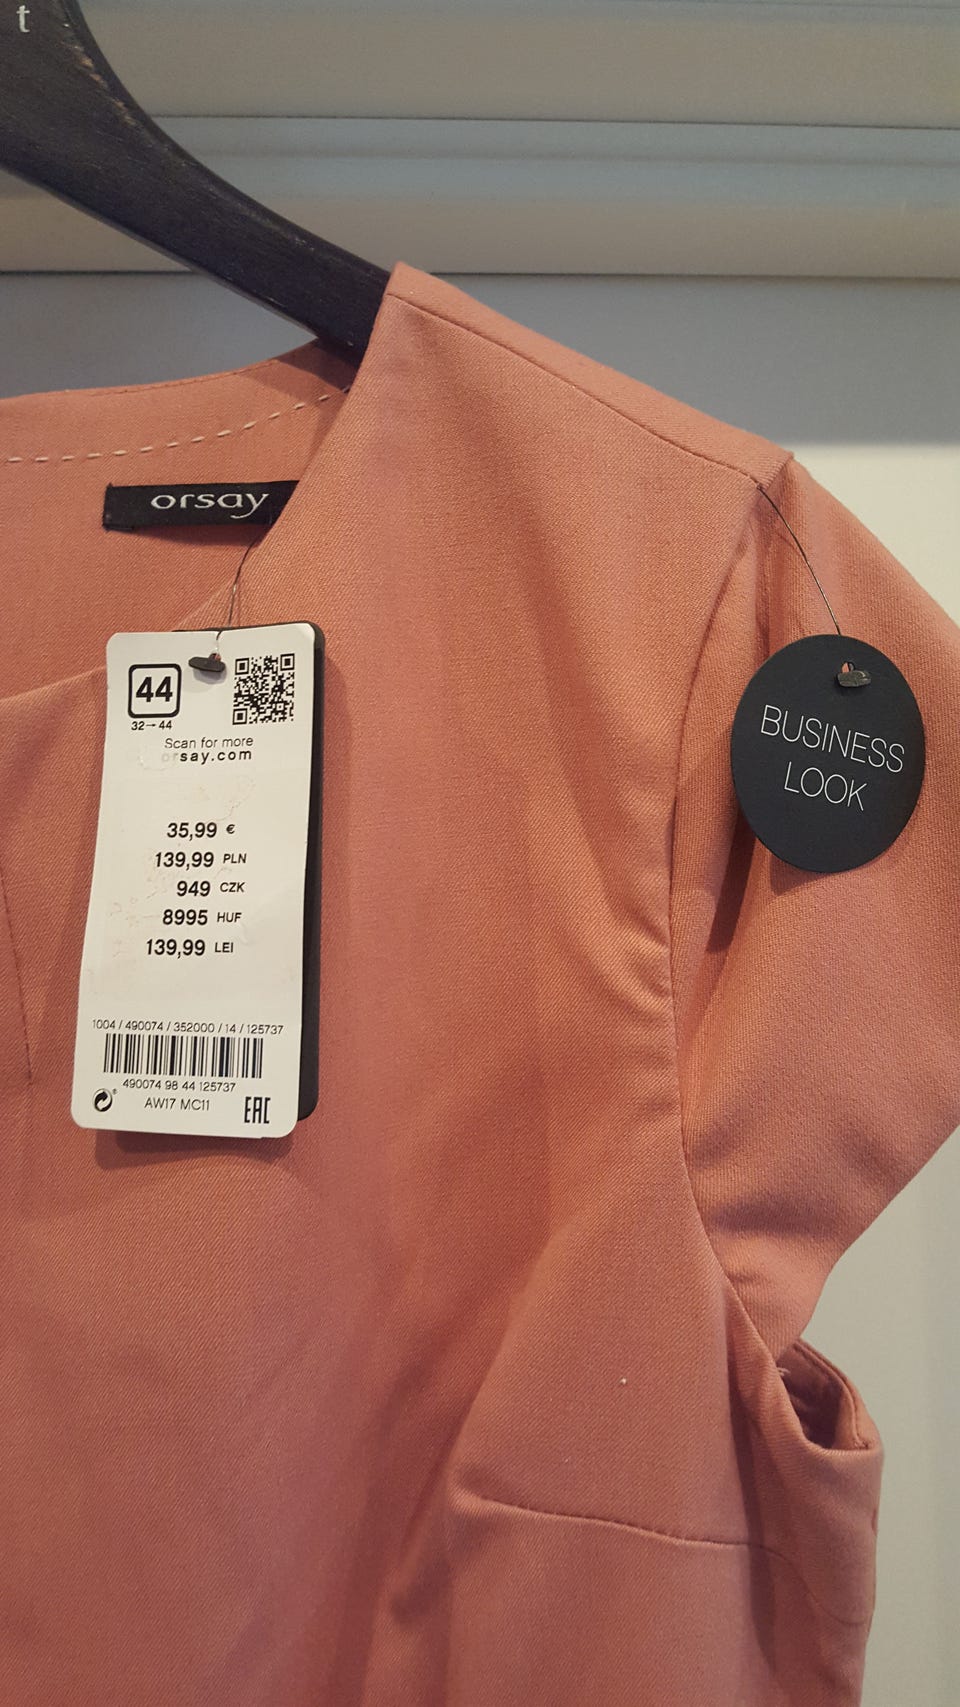 t
orsay
44
32→44
Scan for more
orsay.com
35,99 €
139,99 PLN
949 CZK
8995 HUF
139,99 LEI
1004 / 490074 / 352000 / 14 / 125737
490074 98 44 125737
AW17 MC11
EAC
BUSINESS
LOOK